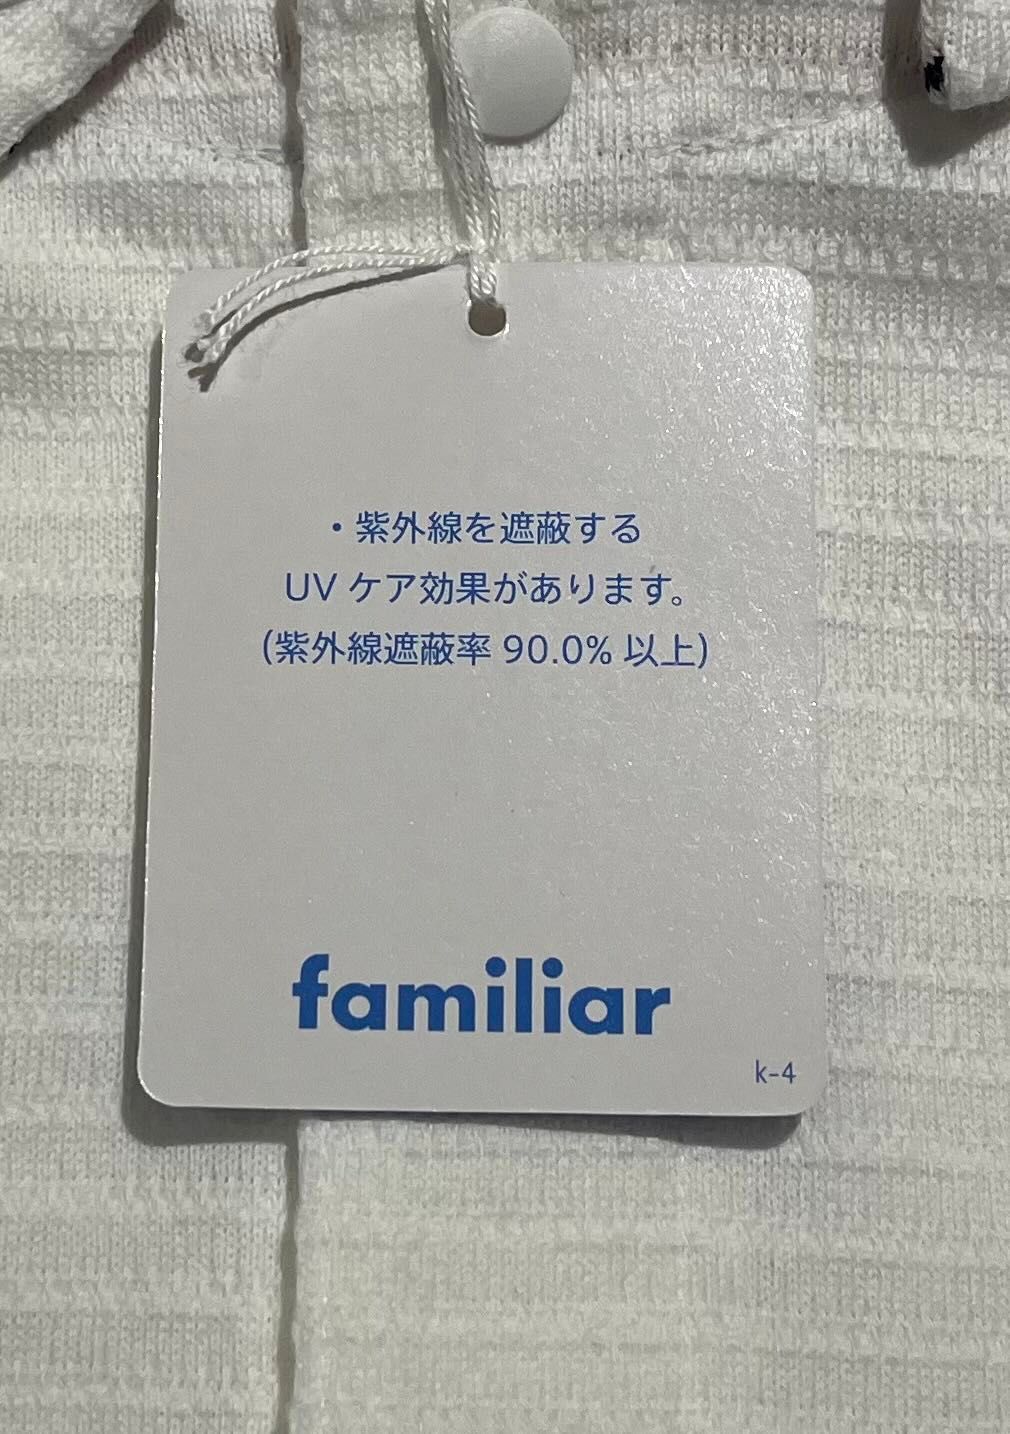 ・紫外線を遮蔽する
UV ケア効果があります。
(紫外線遮蔽率 90.0% 以上)
familiar
k-4